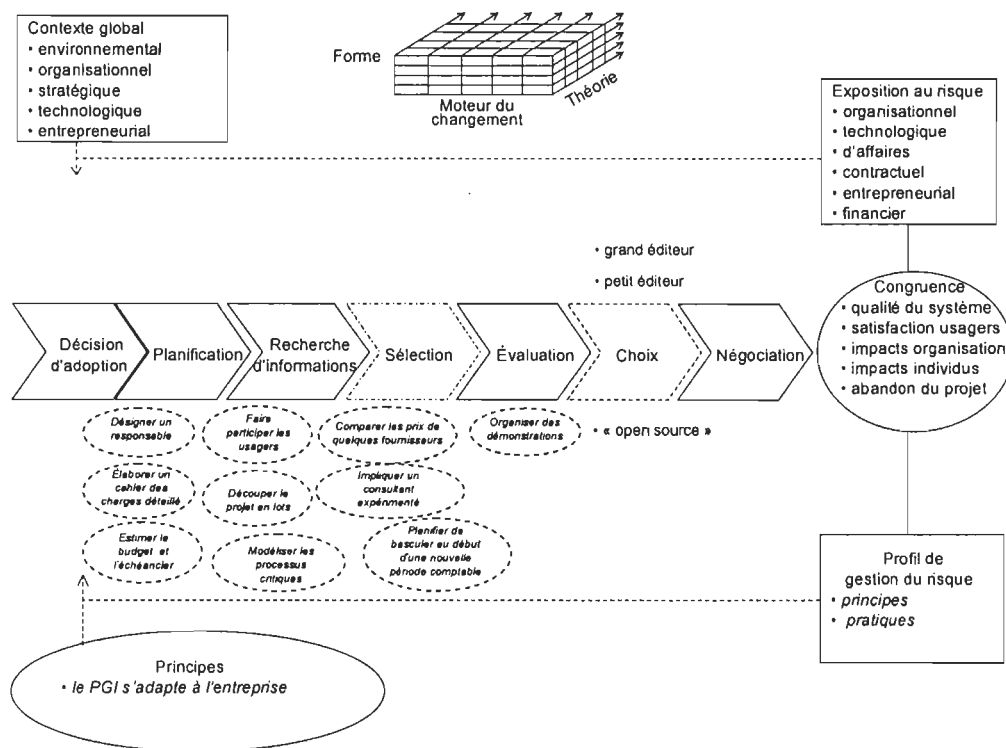 Contexte global
• environnemental
• organisationnel
• stratégique
• technologique
• entrepreneurial
Forme
Moteur du
changement
Théorie
Exposition au risque
• organisationnel
• technologique
• d'affaires
• contractuel
• entrepreneurial
• financier
• grand éditeur
• petit éditeur
Décision
d'adoption
Planification
Recherche
d'informations
Sélection
Évaluation
Choix
Négociation
Congruence
• qualité du système
• satisfaction usagers
• impacts organisation
• impacts individus
• abandon du projet
Désigner un
responsable
Faire
participer les
usagers
Comparer les prix de
quelques fournisseurs
Organiser des
démonstrations
• « open source »
Élaborer un
cahier des
charges détaillé
Découper le
projet en lots
Impliquer un
consultant
expérimenté
Estimer le
budget et
l'échéancier
Modéliser les
processus
critiques
Planifier de
basculer au début
d'une nouvelle
période comptable
Profil de
gestion du risque
• principes
• pratiques
Principes
• le PGI s'adapte à l'entreprise